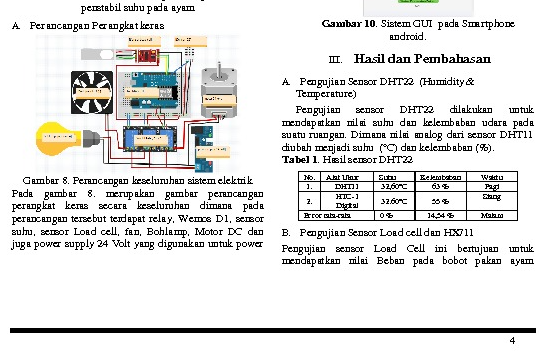 penstabil suhu pada ayam
A. Perancangan Perangkat keras
Gambar 8. Perancangan keseluruhan sistem elektrik
Pada gambar 8. merupakan gambar perancangan
perangkat keras secara keseluruhan dimana pada
perancangan tersebut terdapat relay, Wemos D1, sensor
suhu, sensor Load cell, fan, Bohlamp, Motor DC dan
juga power supply 24 Volt yang digunakan untuk power
Gambar 10. Sistem GUI pada Smartphone
android.
III. Hasil dan Pembahasan
A. Pengujian Sensor DHT22 (Humidity &
Temperature)
Pengujian sensor DHT22 dilakukan untuk
mendapatkan nilai suhu dan kelembaban udara pada
suatu ruangan. Dimana nilai analog dari sensor DHT11
diubah menjadi suhu (°C) dan kelembaban (%).
Tabel 1. Hasil sensor DHT22
No. Alat Ukur Suhu Kelembaban Waktu
1. DHT11 32,60°C 63 % Pagi
2. HTC-1 Digital 32.60°C 55 % Siang
Error rata-rata 0 % 14,54 % Malam
B. Pengujian Sensor Load cell dan HX711
Pengujian sensor Load Cell ini bertujuan untuk
mendapatkan nilai Beban pada bobot pakan ayam
4